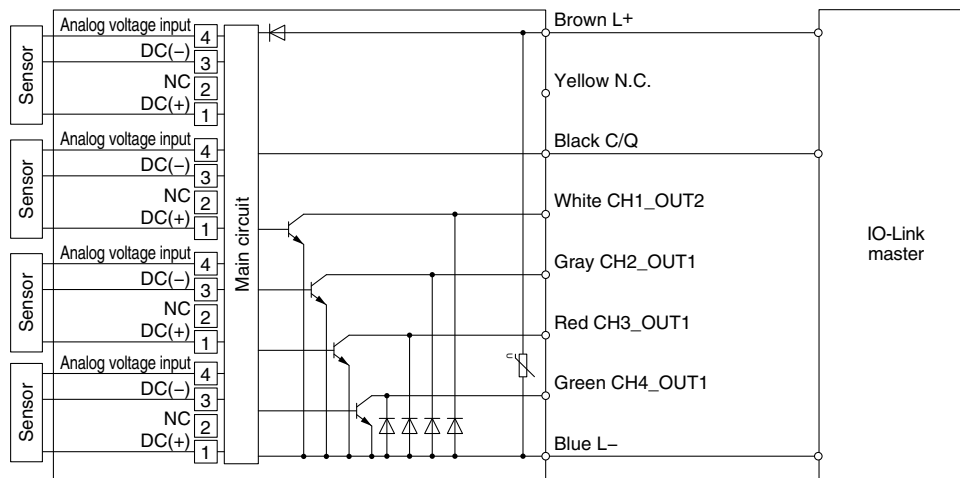 Sensor
Analog voltage input 4
DC(−) 3
NC 2
DC(+) 1
Sensor
Analog voltage input 4
DC(−) 3
NC 2
DC(+) 1
Sensor
Analog voltage input 4
DC(−) 3
NC 2
DC(+) 1
Sensor
Analog voltage input 4
DC(−) 3
NC 2
DC(+) 1
Main circuit
Brown L+
Yellow N.C.
Black C/Q
White CH1_OUT2
Gray CH2_OUT1
Red CH3_OUT1
Green CH4_OUT1
Blue L−
IO-Link
master